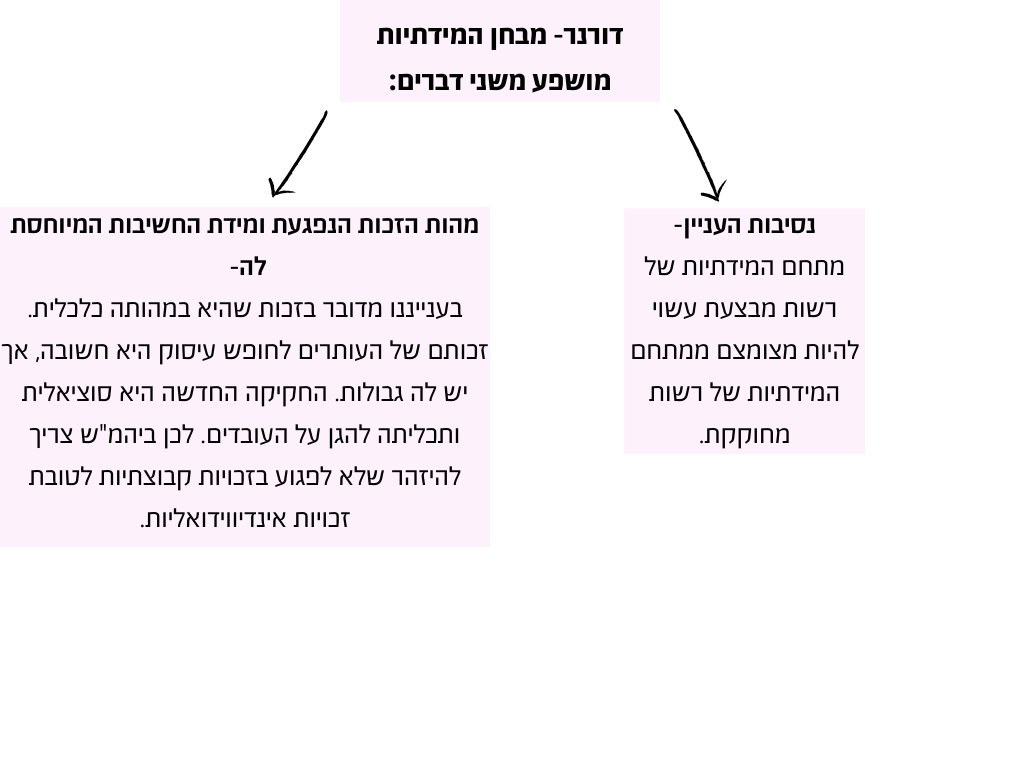 דורנר- מבחן המידתיות
מושפע משני דברים:
נסיבות העניין-
מתחם המידתיות של
רשות מבצעת עשוי
להיות מצומצם ממתחם
המידתיות של רשות
מחוקקת.
מהות הזכות הנפגעת ומידת החשיבות המיוחסת
לה-
בענייננו מדובר בזכות שהיא במהותה כלכלית.
זכותם של העותרים לחופש עיסוק היא חשובה, אך
יש לה גבולות. החקיקה החדשה היא סוציאלית
ותכליתה להגן על העובדים. לכן ביהמ"ש צריך
להיזהר שלא לפגוע בזכויות קבוצתיות לטובת
זכויות אינדיווידואליות.